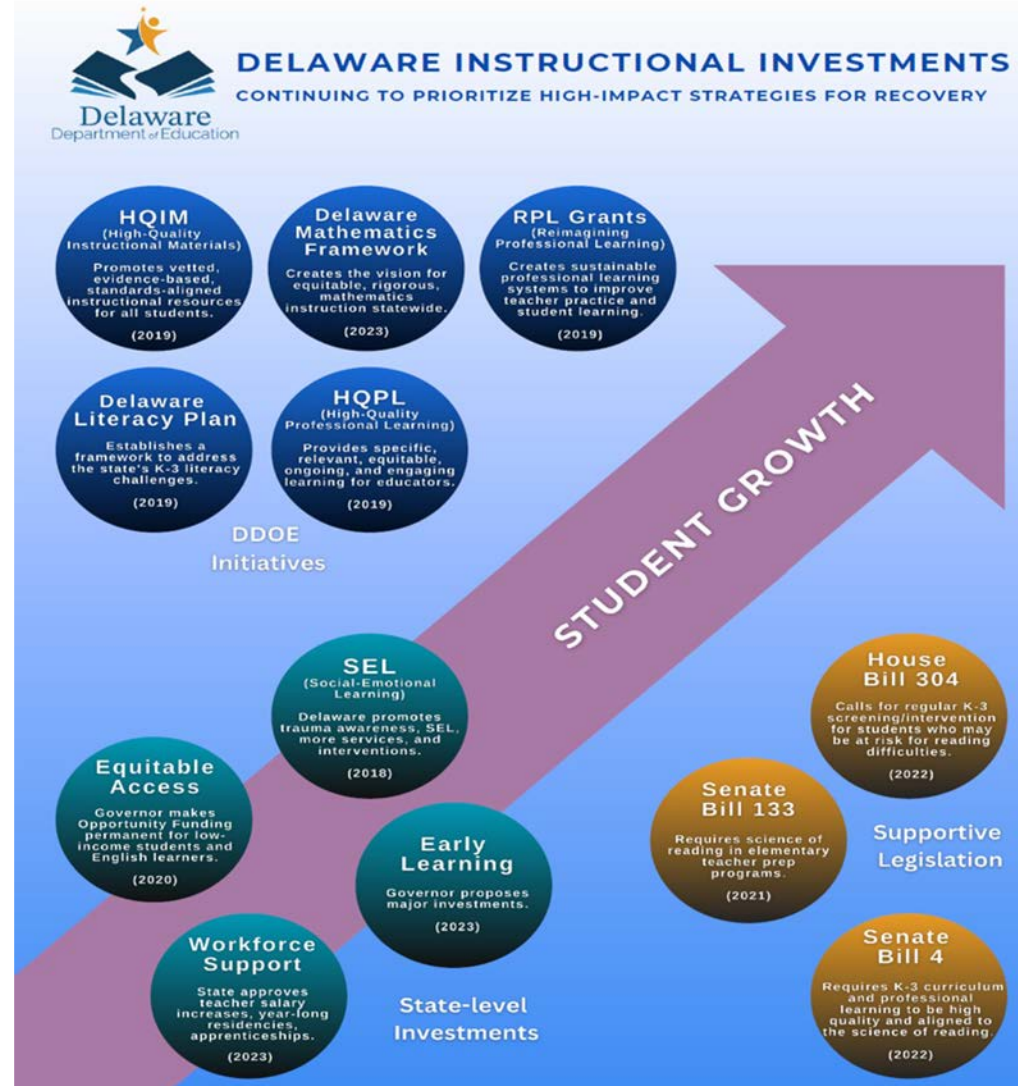 DELAWARE INSTRUCTIONAL INVESTMENTS
CONTINUING TO PRIORITIZE HIGH-IMPACT STRATEGIES FOR RECOVERY
Delaware
Department of Education
HQIM
(High-Quality
Instructional Materials)
Promotes vetted,
evidence-based,
standards-aligned
instructional resources
for all students.
(2019)
Delaware
Mathematics
Framework
Creates the vision for
equitable, rigorous,
mathematics
instruction statewide.
(2023)
RPL Grants
(Reimagining
Professional Learning)
Creates sustainable
professional learning
systems to improve
teacher practice and
student learning.
(2019)
Delaware
Literacy Plan
Establishes a
framework to address
the state's K-3 literacy
challenges.
(2019)
HQPL
(High-Quality
Professional Learning)
Provides specific,
relevant, equitable,
ongoing, and engaging
learning for educators.
(2019)
DDOE
Initiatives
STUDENT GROWTH
SEL
(Social-Emotional
Learning)
Delaware promotes
trauma awareness, SEL,
more services, and
interventions.
(2018)
Equitable
Access
Governor makes
Opportunity Funding
permanent for low-
income students and
English learners.
(2020)
Early
Learning
Governor proposes
major investments.
(2023)
Workforce
Support
State approves
teacher salary
increases, year-long
residencies,
apprenticeships.
(2023)
State-level
Investments
House
Bill 304
Calls for regular K-3
screening/intervention
for students who may
be at risk for reading
difficulties.
(2022)
Senate
Bill 133
Requires science of
reading in elementary
teacher prep
programs.
(2021)
Supportive
Legislation
Senate
Bill 4
Requires K-3 curriculum
and professional
learning to be high
quality and aligned to
the science of reading.
(2022)